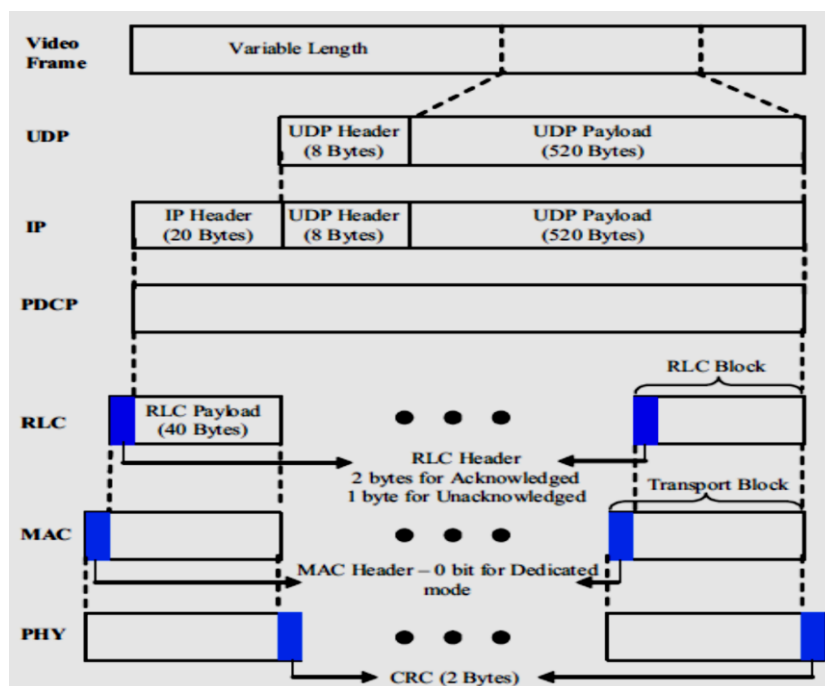 Video
Frame
Variable Length
UDP
UDP Header
(8 Bytes)
UDP Payload
(520 Bytes)
IP
IP Header
(20 Bytes)
UDP Header
(8 Bytes)
UDP Payload
(520 Bytes)
PDCP
RLC Block
RLC
RLC Payload
(40 Bytes)
RLC Header
2 bytes for Acknowledged
1 byte for Unacknowledged
Transport Block
MAC
MAC Header – 0 bit for Dedicated
mode
PHY
CRC (2 Bytes)